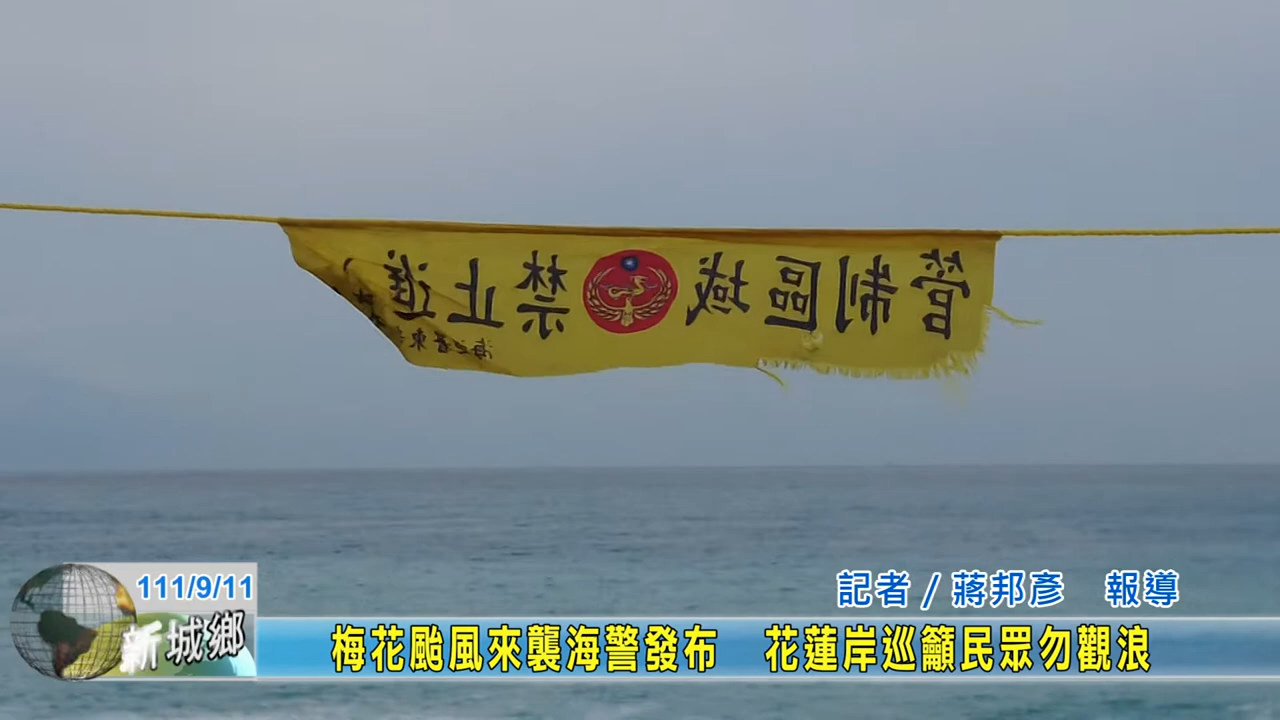 管制區域 禁止進
111/9/11
新城鄉
記者/蔣邦彥 報導
梅花颱風來襲海警發布 花蓮岸巡籲民眾勿觀浪